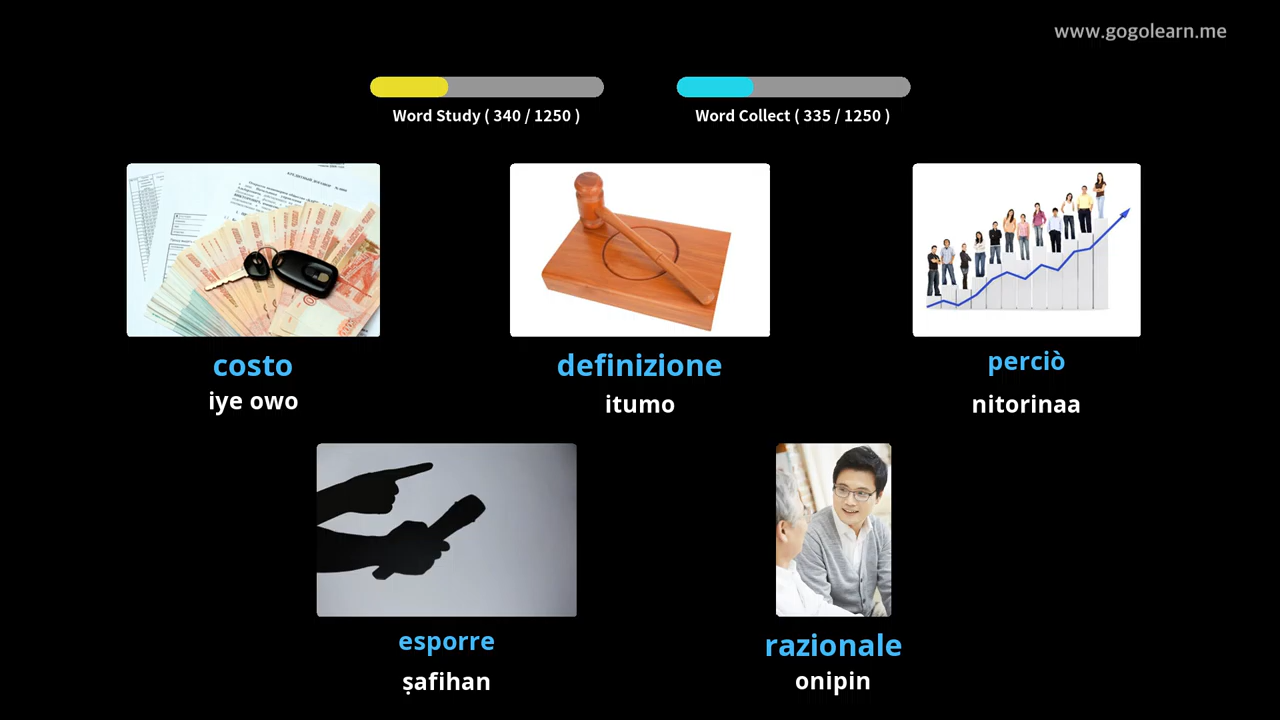 www.gogolearn.me
Word Study ( 340 / 1250 )
Word Collect ( 335 / 1250 )
costo
iye owo
definizione
itumo
perciò
nitorinaa
esporre
ṣafihan
razionale
onipin